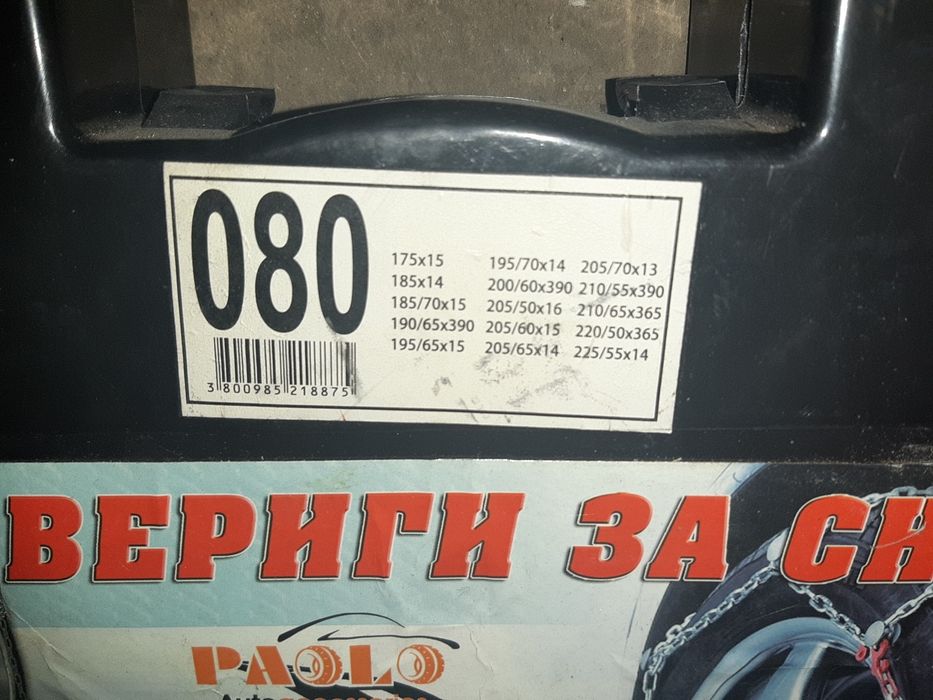 080
175x15 195/70x14 205/70x13
185x14 200/60x390 210/55x390
185/70x15 205/50x16 210/65x365
190/65x390 205/60x15 220/50x365
195/65x15 205/65x14 225/55x14
3 800985 218875
ВЕРИГИ ЗА СН
PAOLO